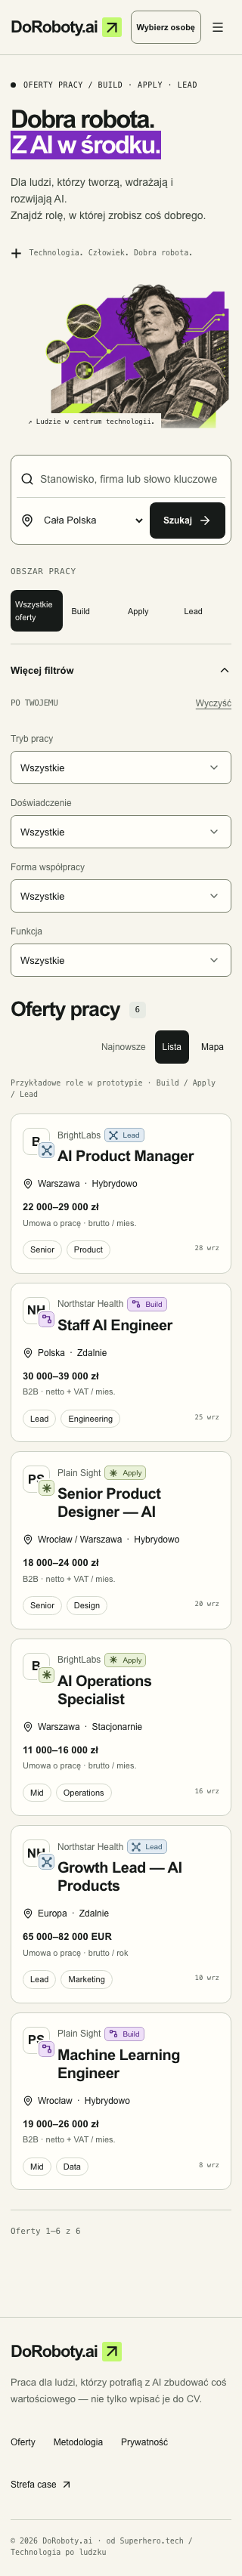 DoRoboty.ai
Wybierz osobę
OFERTY PRACY / BUILD · APPLY · LEAD
Dobra robota.
Z AI w środku.
Dla ludzi, którzy tworzą, wdrażają i
rozwijają AI.
Znajdź rolę, w której zrobisz coś dobrego.
Technologia. Człowiek. Dobra robota.
↗ Ludzie w centrum technologii.
Stanowisko, firma lub słowo kluczowe
Cała Polska
Szukaj →
OBSZAR PRACY
Wszystkie oferty
Build
Apply
Lead
Więcej filtrów
PO TWOJEMU
Wyczyść
Tryb pracy
Wszystkie
Doświadczenie
Wszystkie
Forma współpracy
Wszystkie
Funkcja
Wszystkie
Oferty pracy 6
Najnowsze
Lista
Mapa
Przykładowe role w prototypie · Build / Apply
/ Lead
B
BrightLabs Lead
AI Product Manager
Warszawa · Hybrydowo
22 000–29 000 zł
Umowa o pracę · brutto / mies.
Senior Product 28 wrz
NH
Northstar Health Build
Staff AI Engineer
Polska · Zdalnie
30 000–39 000 zł
B2B · netto + VAT / mies.
Lead Engineering 25 wrz
PS
Plain Sight Apply
Senior Product
Designer — AI
Wrocław / Warszawa · Hybrydowo
18 000–24 000 zł
B2B · netto + VAT / mies.
Senior Design 20 wrz
B
BrightLabs Apply
AI Operations
Specialist
Warszawa · Stacjonarnie
11 000–16 000 zł
Umowa o pracę · brutto / mies.
Mid Operations 16 wrz
NH
Northstar Health Lead
Growth Lead — AI
Products
Europa · Zdalnie
65 000–82 000 EUR
Umowa o pracę · brutto / rok
Lead Marketing 10 wrz
PS
Plain Sight Build
Machine Learning
Engineer
Wrocław · Hybrydowo
19 000–26 000 zł
B2B · netto + VAT / mies.
Mid Data 8 wrz
Oferty 1–6 z 6
DoRoboty.ai
Praca dla ludzi, którzy potrafią z AI zbudować coś
wartościowego — nie tylko wpisać je do CV.
Oferty Metodologia Prywatność
Strefa case ↗
© 2026 DoRoboty.ai · od Superhero.tech /
Technologia po ludzku